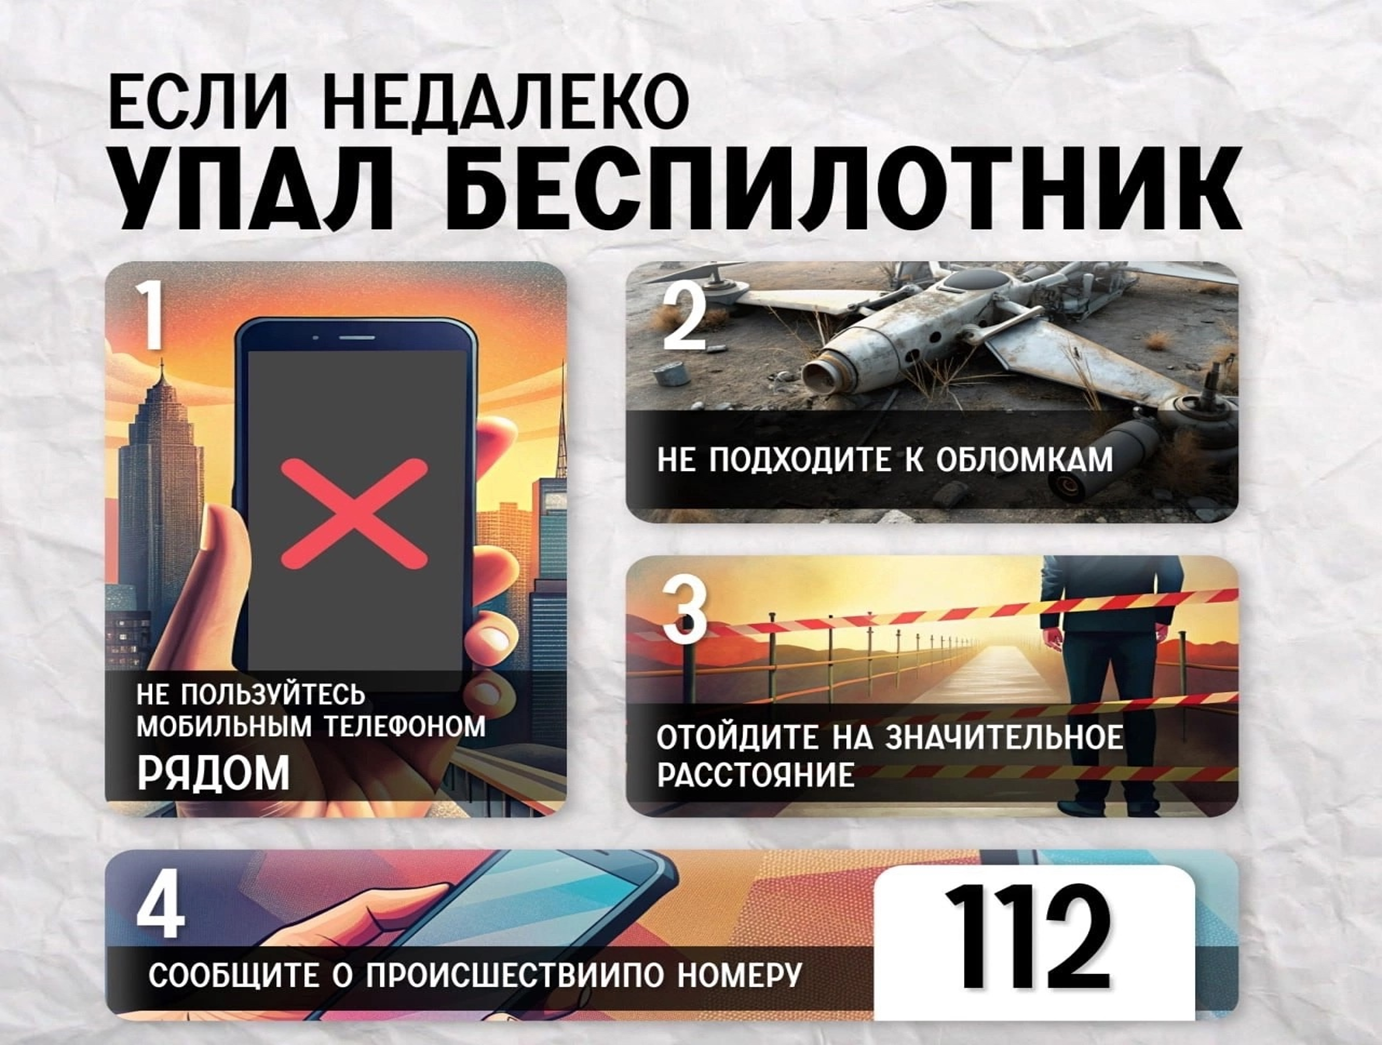 ЕСЛИ НЕДАЛЕКО
УПАЛ БЕСПИЛОТНИК
1
НЕ ПОЛЬЗУЙТЕСЬ
МОБИЛЬНЫМ ТЕЛЕФОНОМ
РЯДОМ
2
НЕ ПОДХОДИТЕ К ОБЛОМКАМ
3
ОТОЙДИТЕ НА ЗНАЧИТЕЛЬНОЕ
РАССТОЯНИЕ
4
СООБЩИТЕ О ПРОИСШЕСТВИИПО НОМЕРУ
112